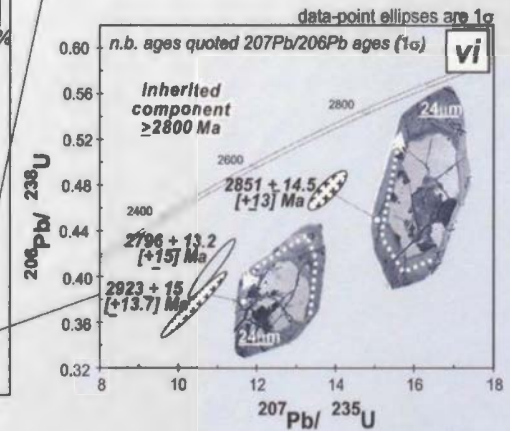 data-point ellipses are 1σ
%
n.b. ages quoted 207Pb/206Pb ages (1σ)
vi
Inherited
component
≥2800 Ma
24um
2800
2600
2851 ± 14.5
[±13] Ma
2400
2796 ± 13.2
[±15] Ma
2923 ± 15
[±13.7] Ma
24um
0.60
0.56
0.52
0.48
0.44
0.40
0.36
0.32
206Pb/ 238U
8
10
12
14
16
18
207Pb/ 235U